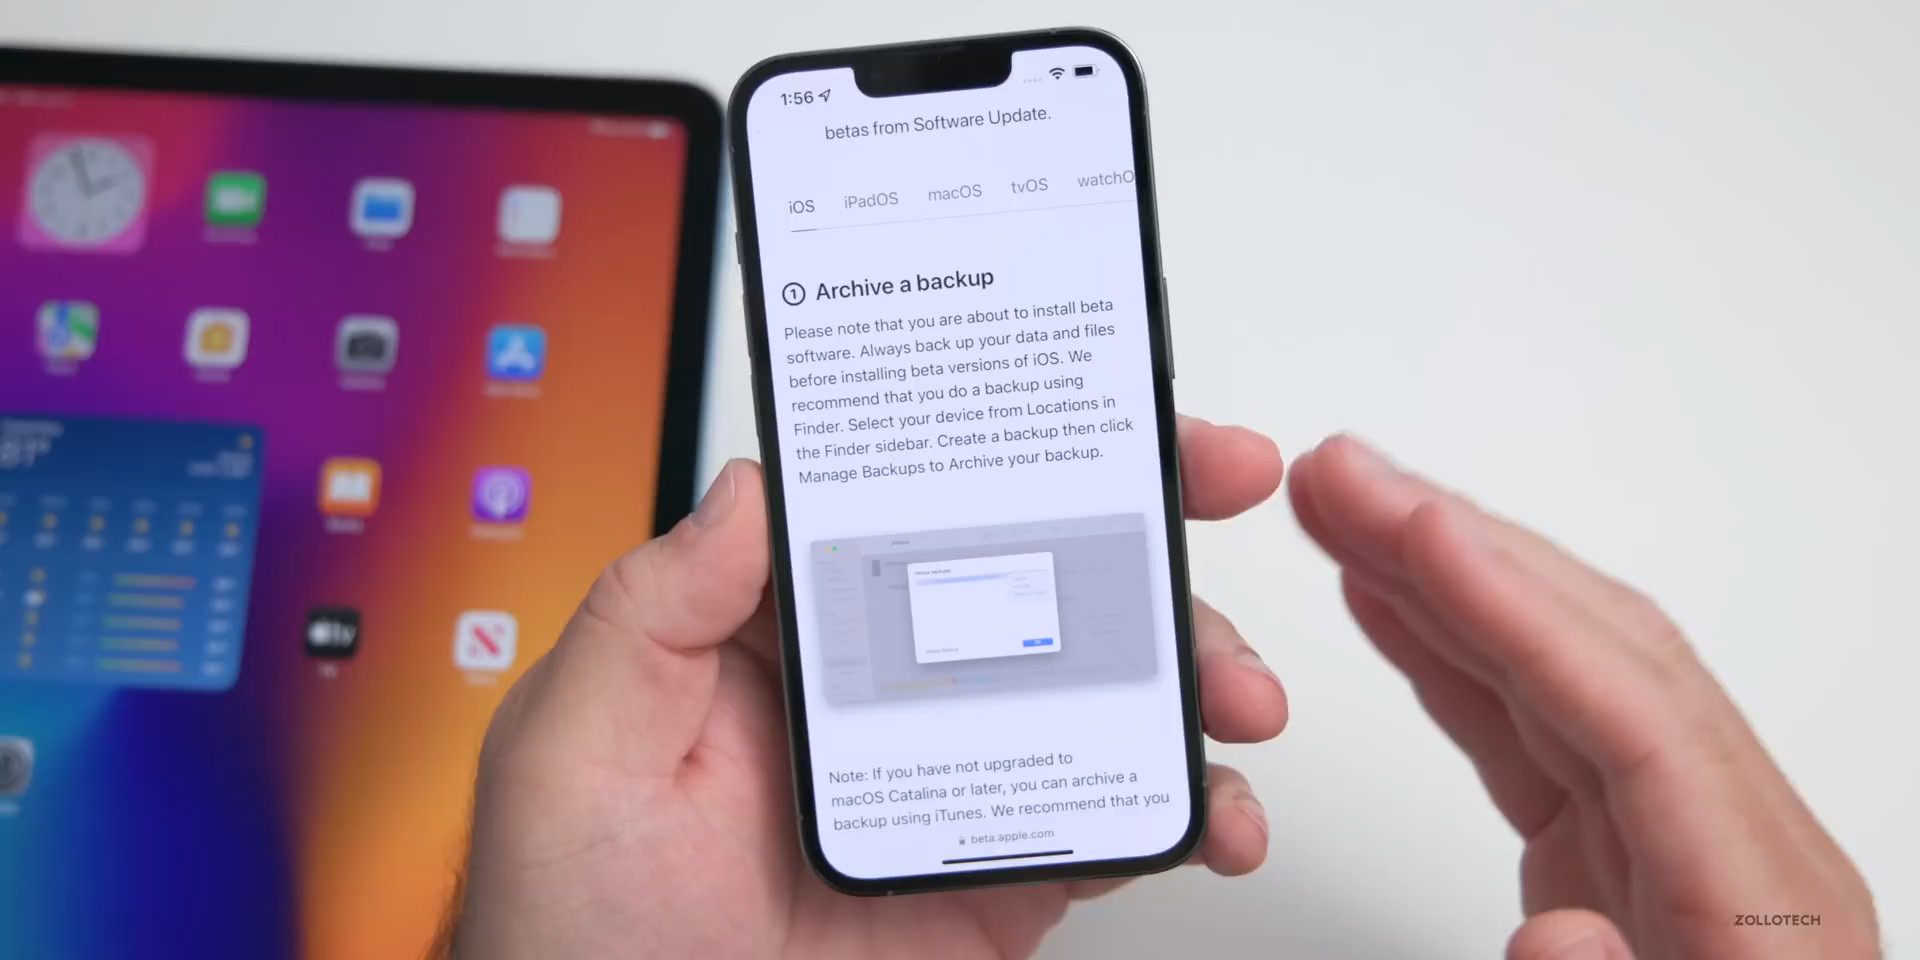 1:56
betas from Software Update.
iOS iPadOS macOS tvOS watchO
1 Archive a backup
Please note that you are about to install beta
software. Always back up your data and files
before installing beta versions of iOS. We
recommend that you do a backup using
Finder. Select your device from Locations in
the Finder sidebar. Create a backup then click
Manage Backups to Archive your backup.
Note: If you have not upgraded to
macOS Catalina or later, you can archive a
backup using iTunes. We recommend that you
beta.apple.com
tv
ZOLLOTECH